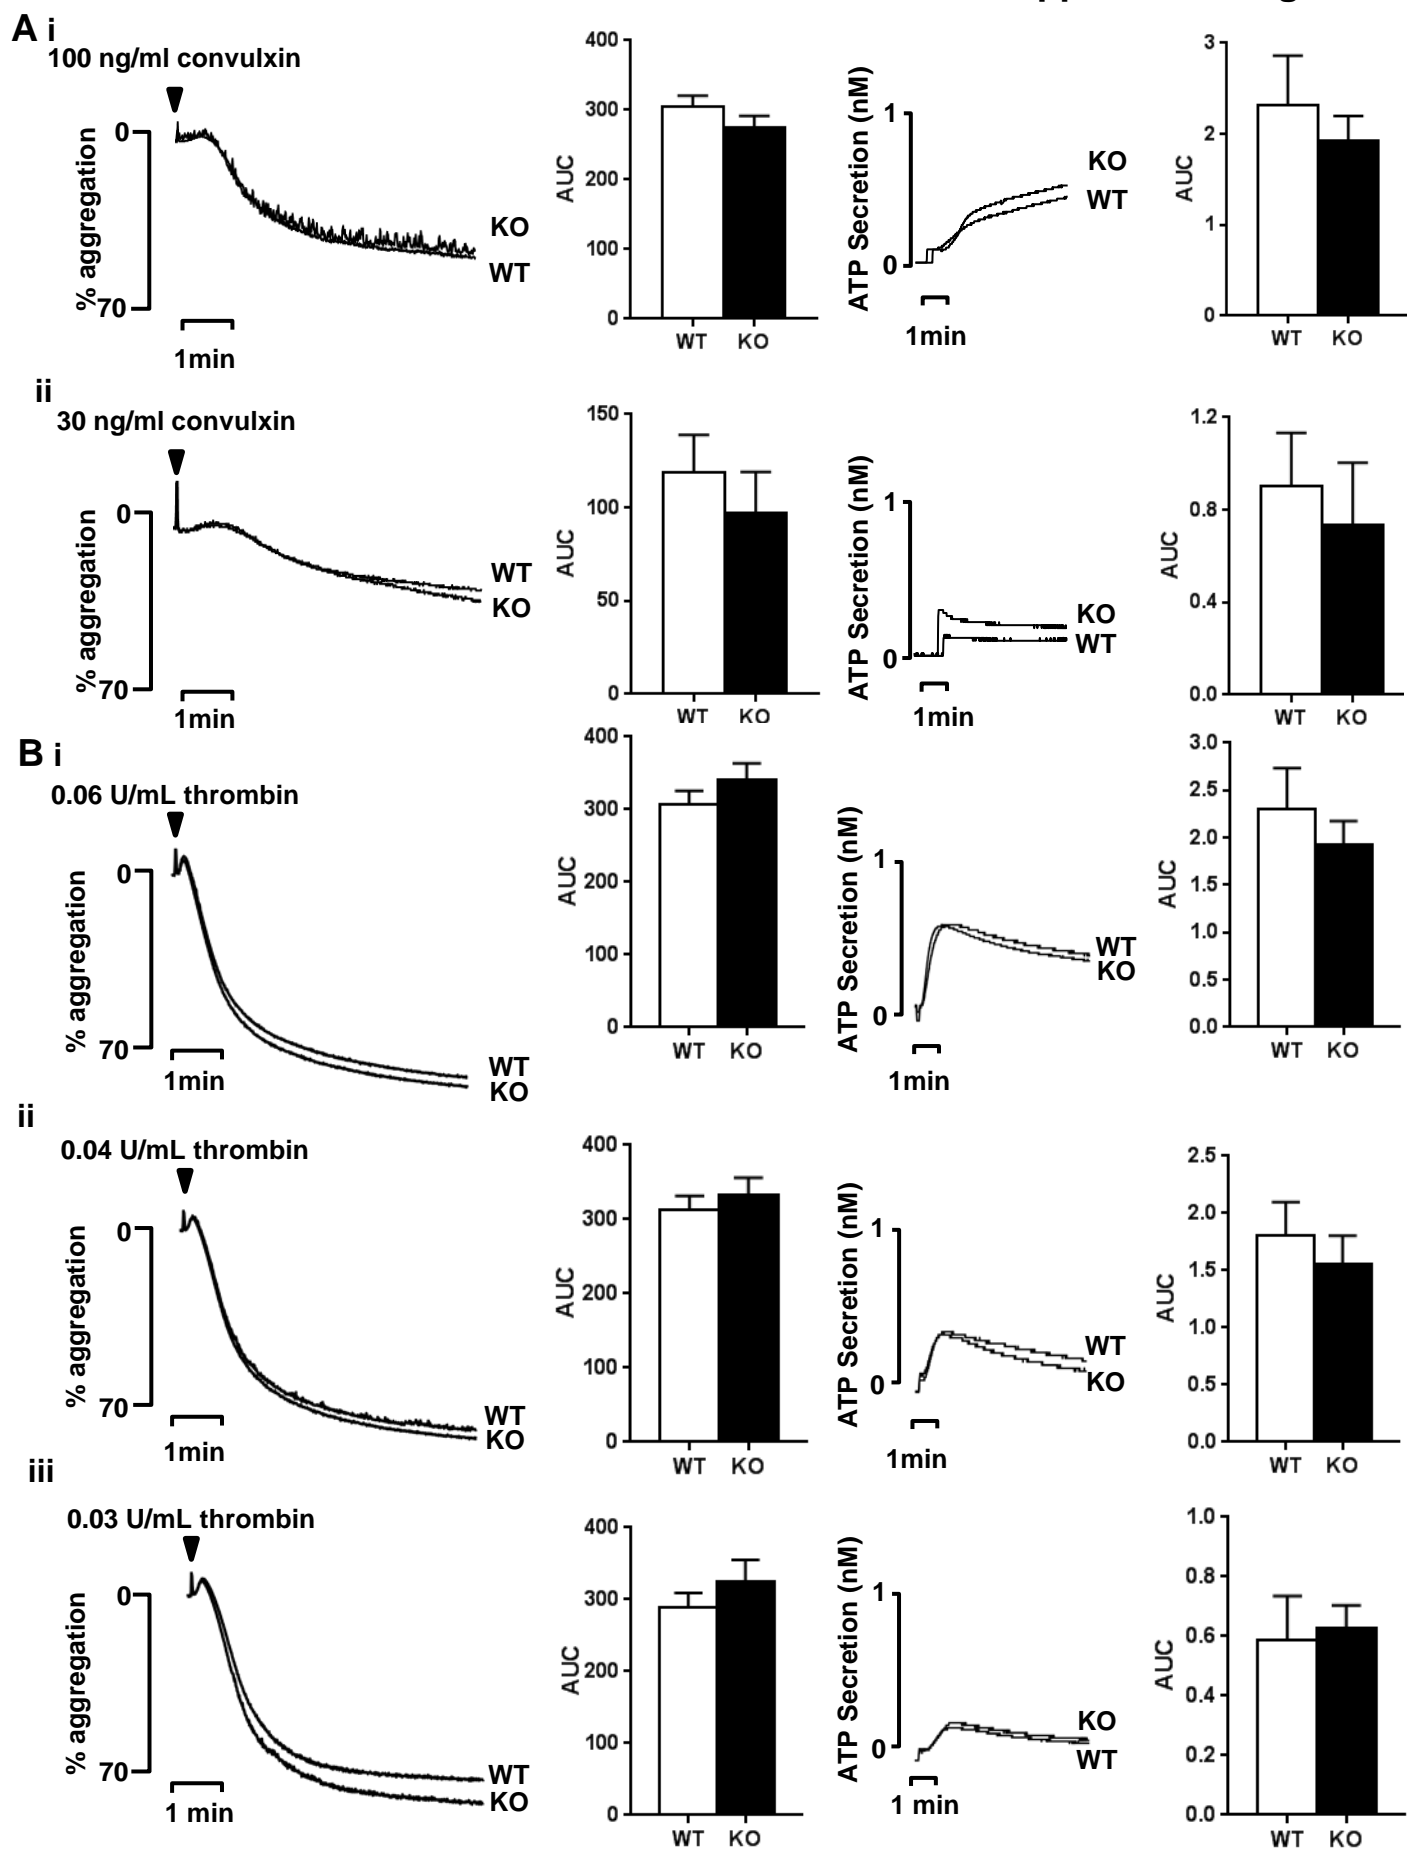 A i
100 ng/ml convulxin
% aggregation
0
70
1min
AUC
400
300
200
100
0
WT
KO
ATP Secretion (nM)
1
0
KO
WT
1min
AUC
3
2
1
0
WT
KO
KO
WT
ii
30 ng/ml convulxin
% aggregation
0
70
1min
WT
KO
AUC
150
100
50
0
WT
KO
ATP Secretion (nM)
1
0
KO
WT
1min
AUC
1.2
0.8
0.4
0.0
WT
KO
B i
0.06 U/mL thrombin
% aggregation
0
70
1min
WT
KO
AUC
400
300
200
100
0
WT
KO
ATP Secretion (nM)
1
0
WT
KO
1min
AUC
3.0
2.5
2.0
1.5
1.0
0.5
0.0
WT
KO
ii
0.04 U/mL thrombin
% aggregation
0
70
1min
WT
KO
AUC
400
300
200
100
0
WT
KO
ATP Secretion (nM)
1
0
WT
KO
1min
AUC
2.5
2.0
1.5
1.0
0.5
0.0
WT
KO
iii
0.03 U/mL thrombin
% aggregation
0
70
1 min
WT
KO
AUC
400
300
200
100
0
WT
KO
ATP Secretion (nM)
1
0
KO
WT
1 min
AUC
1.0
0.8
0.6
0.4
0.2
0.0
WT
KO